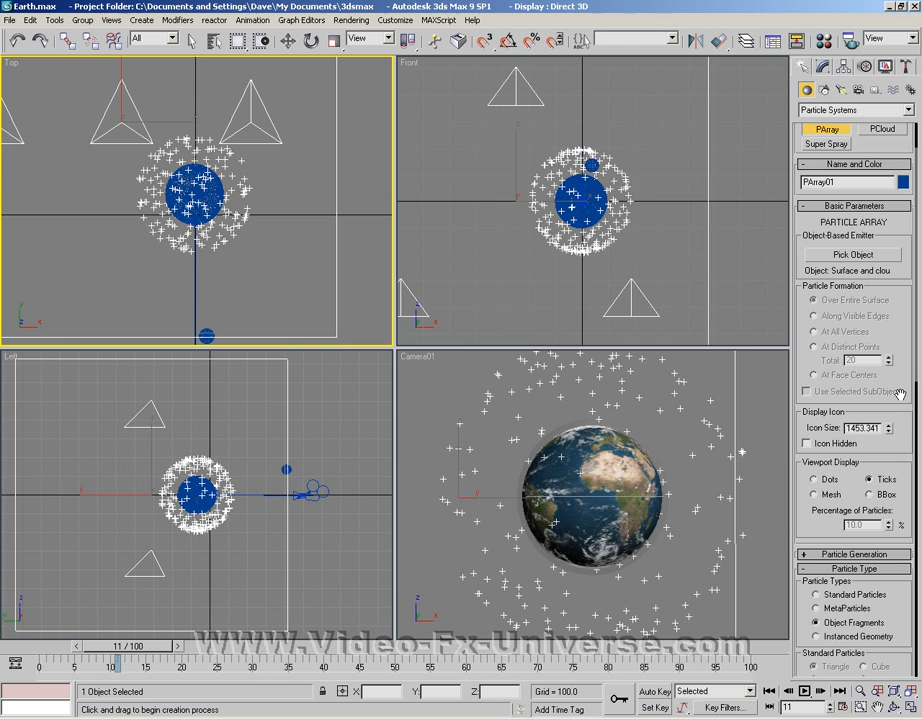 Earth.max - Project Folder: C:\Documents and Settings\Dave\My Documents\3dsmax - Autodesk 3ds Max 9 SP1 - Display : Direct 3D
File Edit Tools Group Views Create Modifiers reactor Animation Graph Editors Rendering Customize MAXScript Help
All View View
Top
Front
Left
Camera01
Particle Systems
PArray PCloud
Super Spray
- Name and Color
PArray01
- Basic Parameters
PARTICLE ARRAY
Object-Based Emitter
Pick Object
Object: Surface and clou
Particle Formation
Over Entire Surface
Along Visible Edges
At All Vertices
At Distinct Points
Total: 20
At Face Centers
Use Selected SubObjec
Display Icon
Icon Size: 1453.341
Icon Hidden
Viewport Display
Dots Ticks
Mesh BBox
Percentage of Particles:
10.0 %
+ Particle Generation
- Particle Type
Particle Types
Standard Particles
MetaParticles
Object Fragments
Instanced Geometry
Standard Particles
Triangle Cube
< 11 / 100 >
www.Video-Fx-Universe.com
0 5 10 15 20 25 30 35 40 45 50 55 60 65 70 75 80 85 90 95 100
1 Object Selected X: Y: Z: Grid = 100.0 Auto Key Selected
Click and drag to begin creation process Add Time Tag Set Key Key Filters... 11